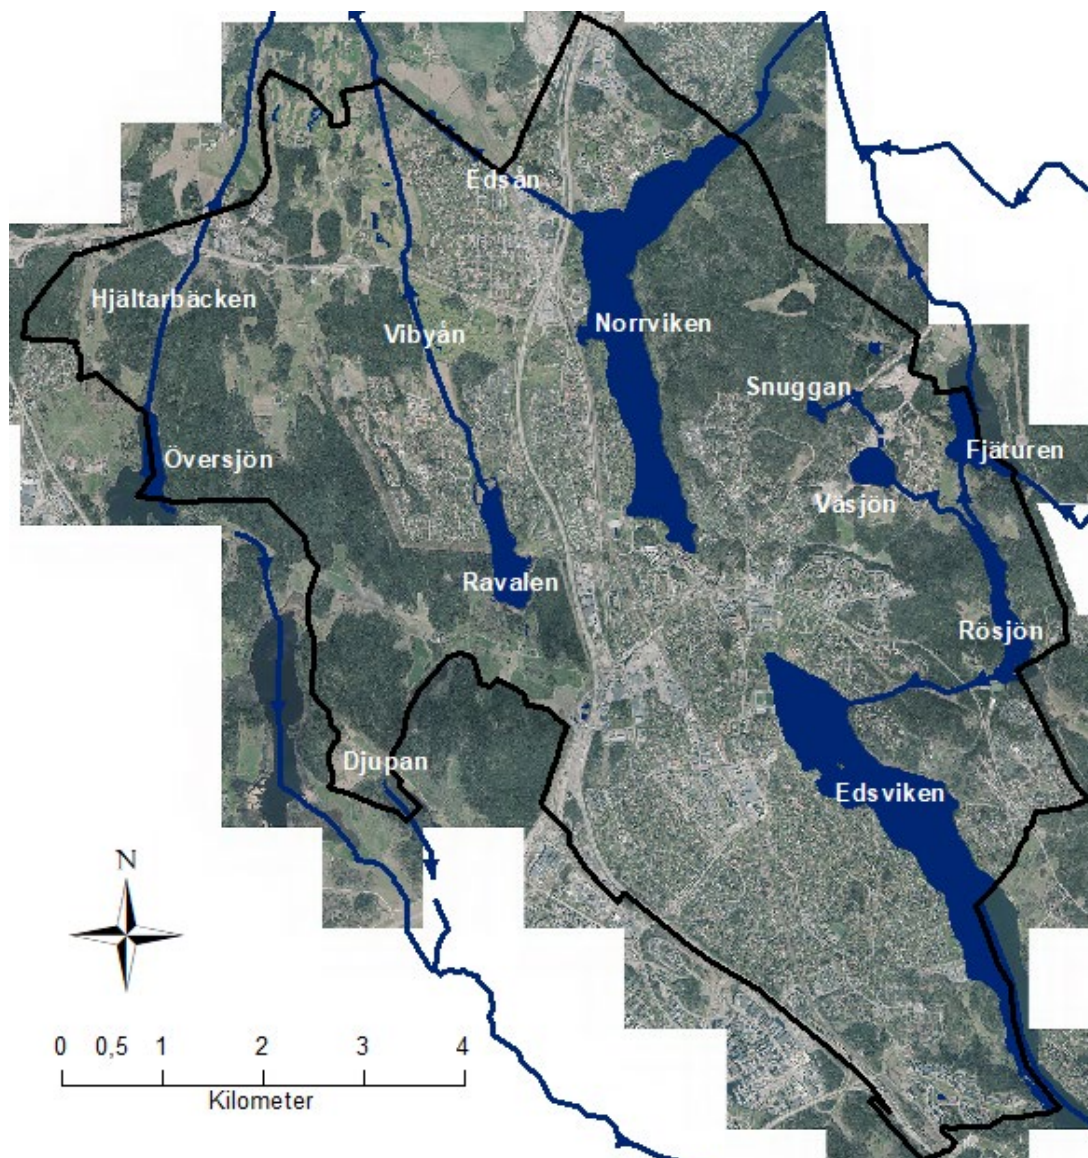 Edsån
Hjältarbäcken
Norrviken
Vibyån
Snuggan
Översjön
Fjäturen
Väsjön
Ravalen
Rösjön
Djupan
Edsviken
N
0 0,5 1 2 3 4
Kilometer